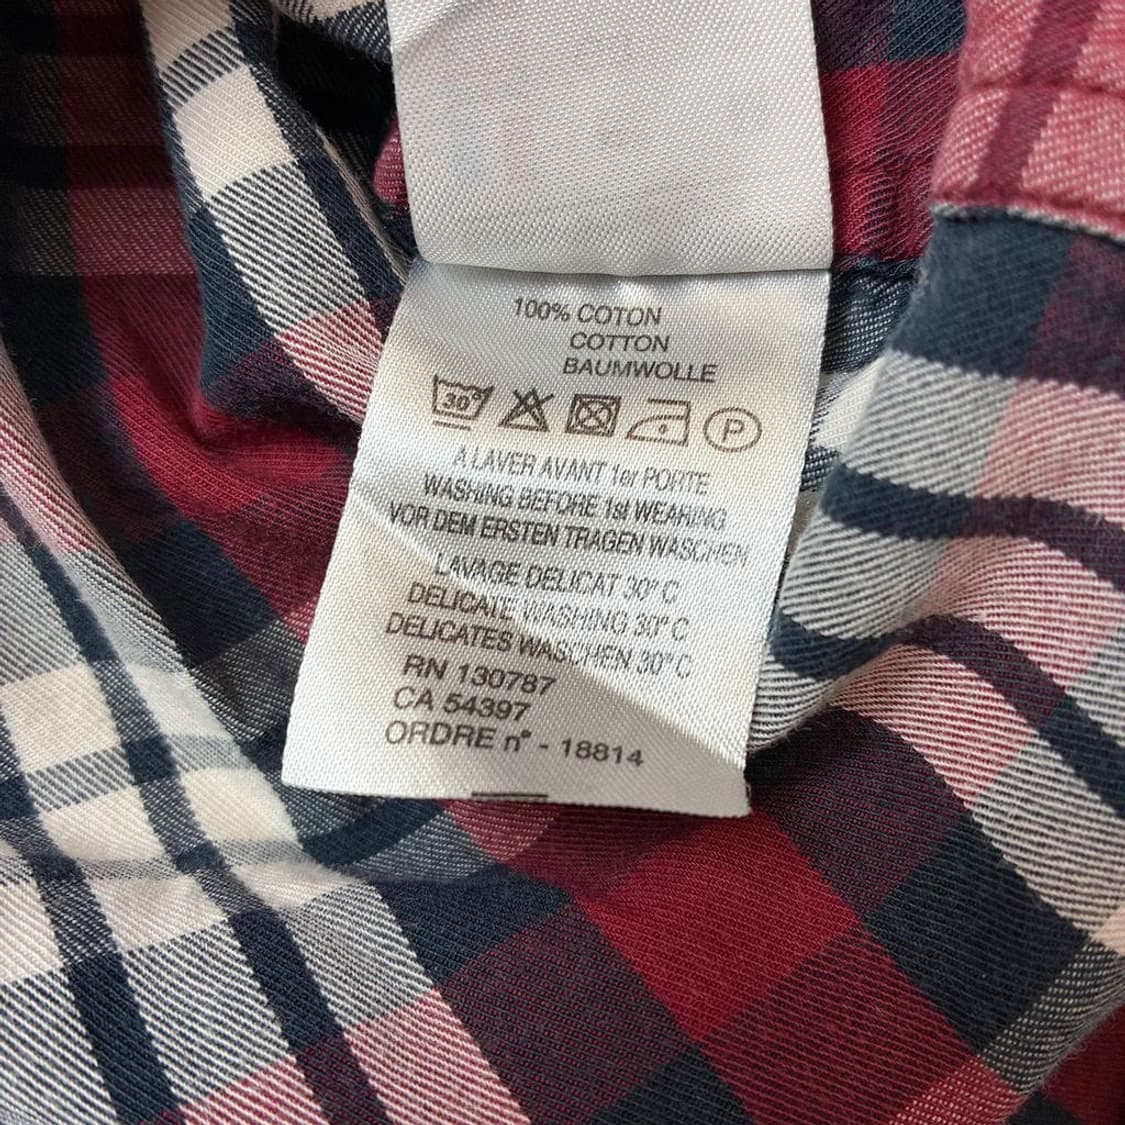 100% COTON
COTTON
BAUMWOLLE
30° P
A LAVER AVANT 1er PORTE
WASHING BEFORE 1st WEARING
VOR DEM ERSTEN TRAGEN WASCHEN
LAVAGE DELICAT 30° C
DELICATE WASHING 30° C
DELICATES WASCHEN 30° C
RN 130787
CA 54397
ORDRE n° - 18814